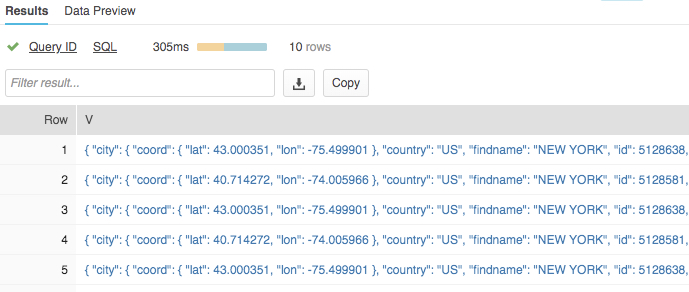 Results Data Preview
Query ID SQL 305ms 10 rows
Filter result... Copy
Row V
1 { "city": { "coord": { "lat": 43.000351, "lon": -75.499901 }, "country": "US", "findname": "NEW YORK", "id": 5128638,
2 { "city": { "coord": { "lat": 40.714272, "lon": -74.005966 }, "country": "US", "findname": "NEW YORK", "id": 5128581,
3 { "city": { "coord": { "lat": 43.000351, "lon": -75.499901 }, "country": "US", "findname": "NEW YORK", "id": 5128638,
4 { "city": { "coord": { "lat": 40.714272, "lon": -74.005966 }, "country": "US", "findname": "NEW YORK", "id": 5128581,
5 { "city": { "coord": { "lat": 43.000351, "lon": -75.499901 }, "country": "US", "findname": "NEW YORK", "id": 5128638,